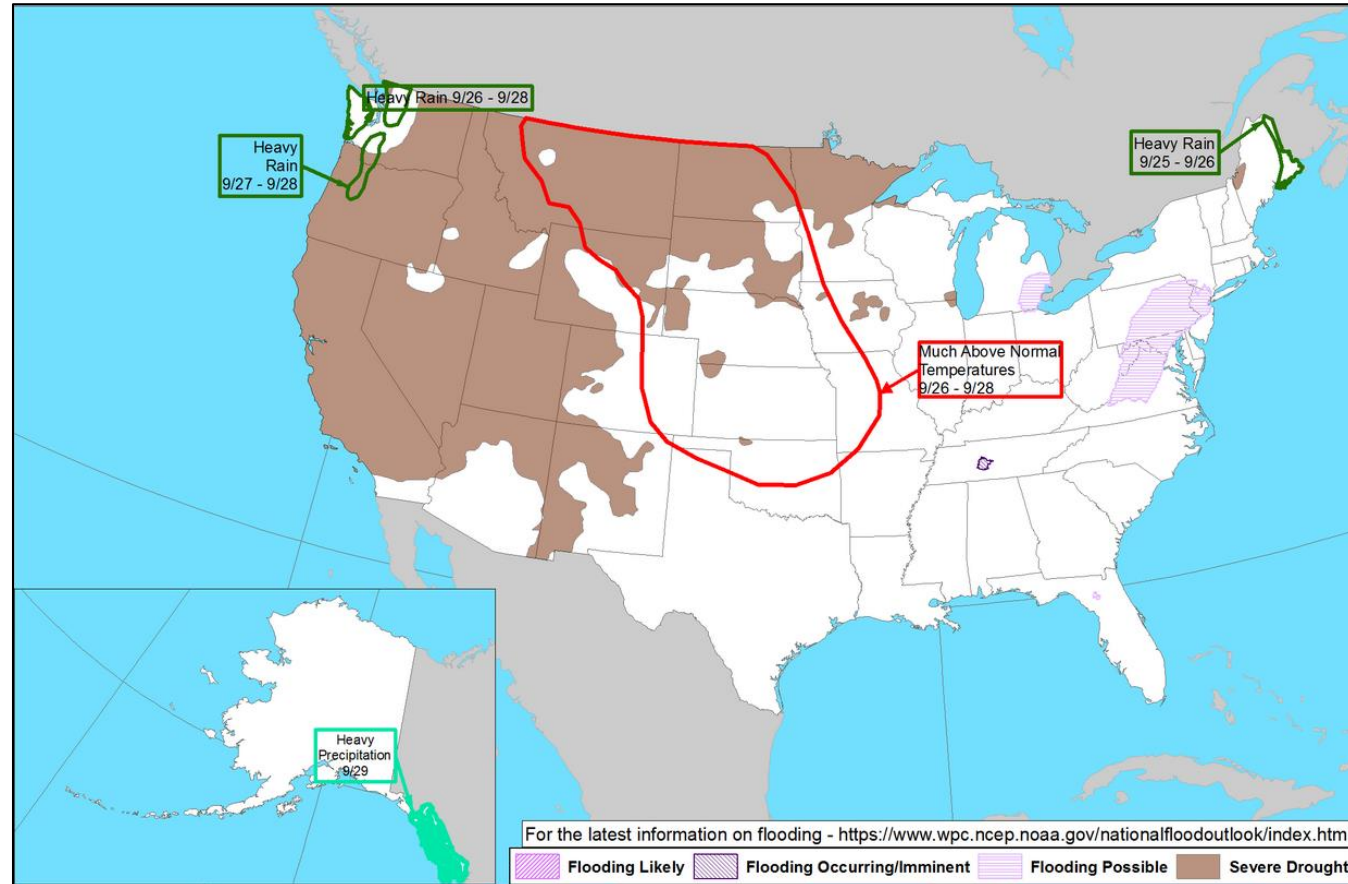 Heavy Rain 9/26 - 9/28
Heavy
Rain
9/27 - 9/28
Heavy Rain
9/25 - 9/26
Much Above Normal
Temperatures
9/26 - 9/28
Heavy
Precipitation
9/29
For the latest information on flooding - https://www.wpc.ncep.noaa.gov/nationalfloodoutlook/index.htm
Flooding Likely
Flooding Occurring/Imminent
Flooding Possible
Severe Drought